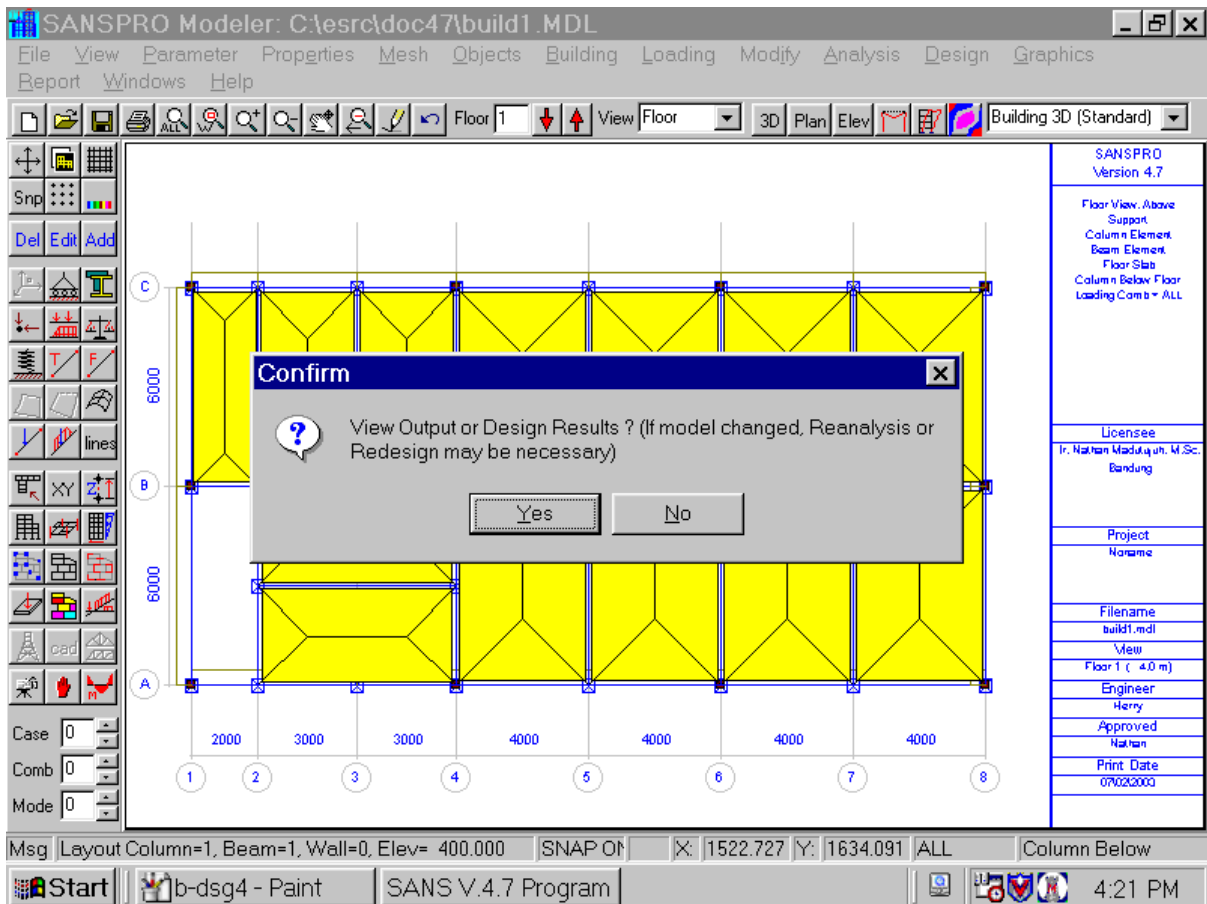 SANSPRO Modeler: C:\esrc\doc47\build1.MDL
File View Parameter Properties Mesh Objects Building Loading Modify Analysis Design Graphics
Report Windows Help
ALL W Floor 1 View Floor 3D Plan Elev Building 3D (Standard)
Snp
Del Edit Add
T F
lines
XY Z
cad
M
Case 0
Comb 0
Mode 0
C
6000
B
6000
A
2000 3000 3000 4000 4000 4000 4000
1 2 3 4 5 6 7 8
Confirm
View Output or Design Results ? (If model changed, Reanalysis or
Redesign may be necessary)
Yes No
SANSPRO
Version 4.7
Floor View. Above
Support
Column Element
Beam Element
Floor Slab
Column Below Floor
Loading Comb = ALL
Licensee
Ir. Nathan Madutujuh. M.Sc.
Bandung
Project
Noname
Filename
build1.mdl
View
Floor 1 ( 4.0 m)
Engineer
Herry
Approved
Nathan
Print Date
Msg Layout Column=1, Beam=1, Wall=0, Elev= 400.000 SNAP ON X: 1522.727 Y: 1634.091 ALL Column Below
Start b-dsg4 - Paint SANS V.4.7 Program 4:21 PM